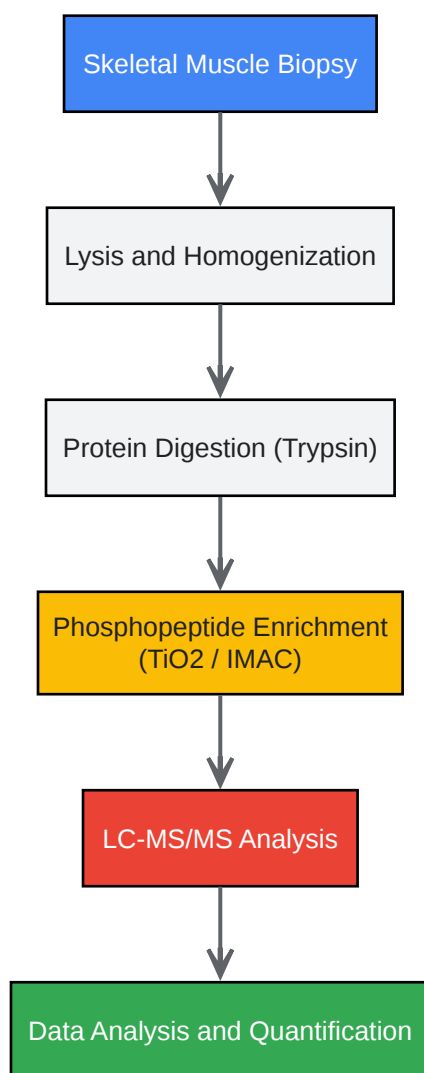 Skeletal Muscle Biopsy
Lysis and Homogenization
Protein Digestion (Trypsin)
Phosphopeptide Enrichment
(TiO2 / IMAC)
LC-MS/MS Analysis
Data Analysis and Quantification